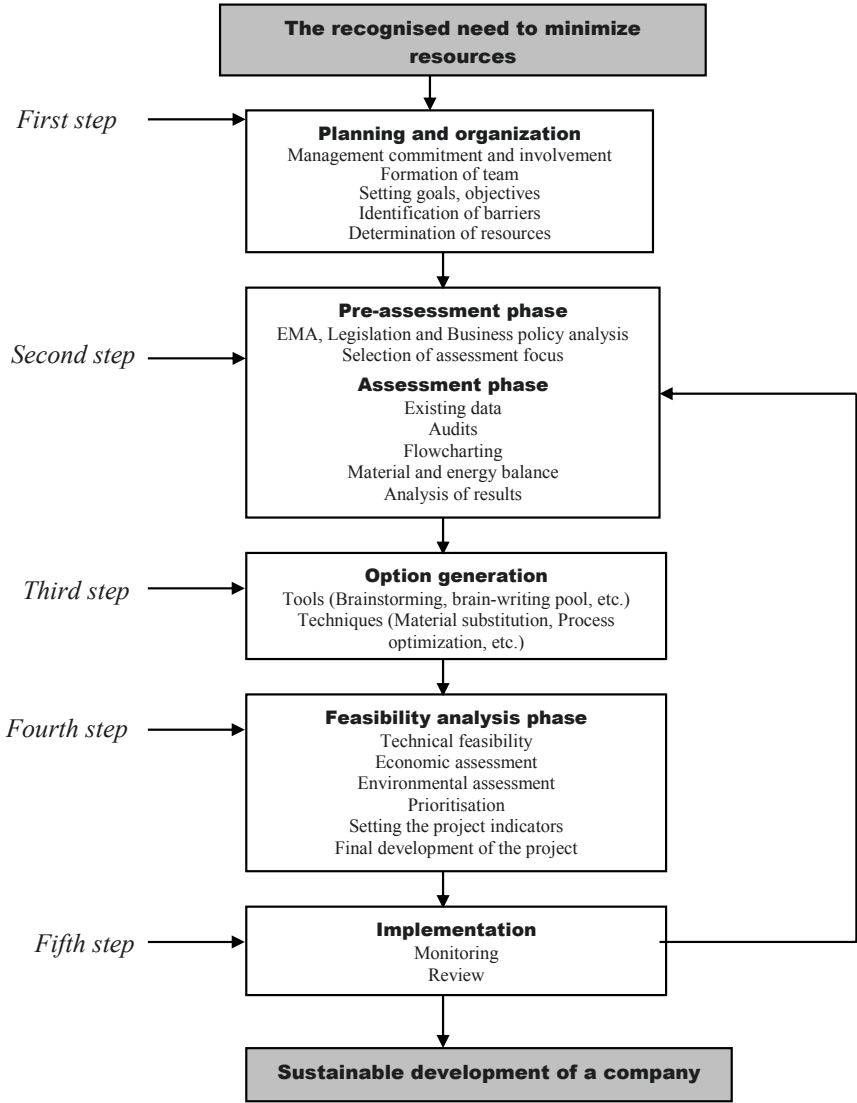 The recognised need to minimize
resources
First step
Planning and organization
Management commitment and involvement
Formation of team
Setting goals, objectives
Identification of barriers
Determination of resources
Second step
Pre-assessment phase
EMA, Legislation and Business policy analysis
Selection of assessment focus
Assessment phase
Existing data
Audits
Flowcharting
Material and energy balance
Analysis of results
Third step
Option generation
Tools (Brainstorming, brain-writing pool, etc.)
Techniques (Material substitution, Process
optimization, etc.)
Fourth step
Feasibility analysis phase
Technical feasibility
Economic assessment
Environmental assessment
Prioritisation
Setting the project indicators
Final development of the project
Fifth step
Implementation
Monitoring
Review
Sustainable development of a company